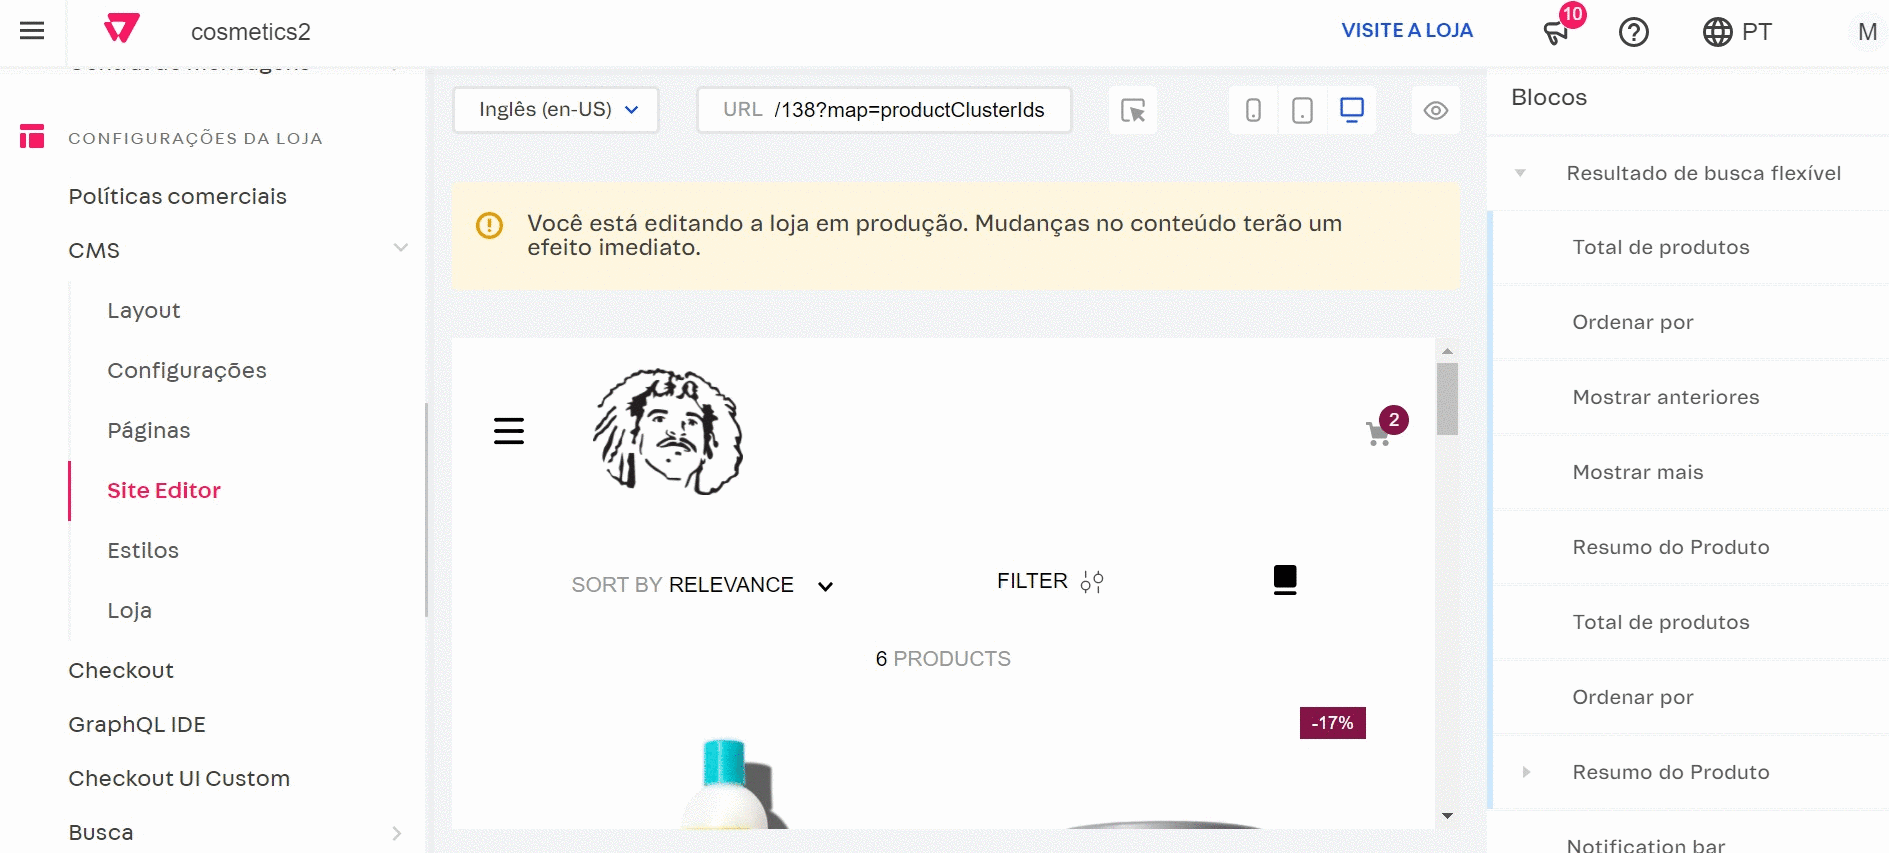 cosmetics2
VISITE A LOJA
10
PT
M
CONFIGURAÇÕES DA LOJA
Políticas comerciais
CMS
Layout
Configurações
Páginas
Site Editor
Estilos
Loja
Checkout
GraphQL IDE
Checkout UI Custom
Busca
Inglês (en-US)
URL /138?map=productClusterIds
Você está editando a loja em produção. Mudanças no conteúdo terão um
efeito imediato.
2
SORT BY RELEVANCE
FILTER
6 PRODUCTS
-17%
Blocos
Resultado de busca flexível
Total de produtos
Ordenar por
Mostrar anteriores
Mostrar mais
Resumo do Produto
Total de produtos
Ordenar por
Resumo do Produto
Notification bar